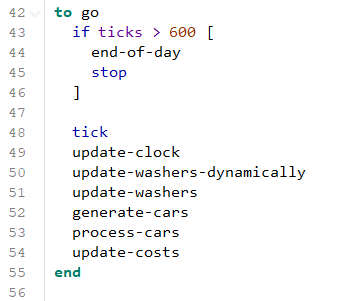 42 to go
43   if ticks > 600 [
44     end-of-day
45     stop
46   ]
47
48   tick
49   update-clock
50   update-washers-dynamically
51   update-washers
52   generate-cars
53   process-cars
54   update-costs
55 end
56